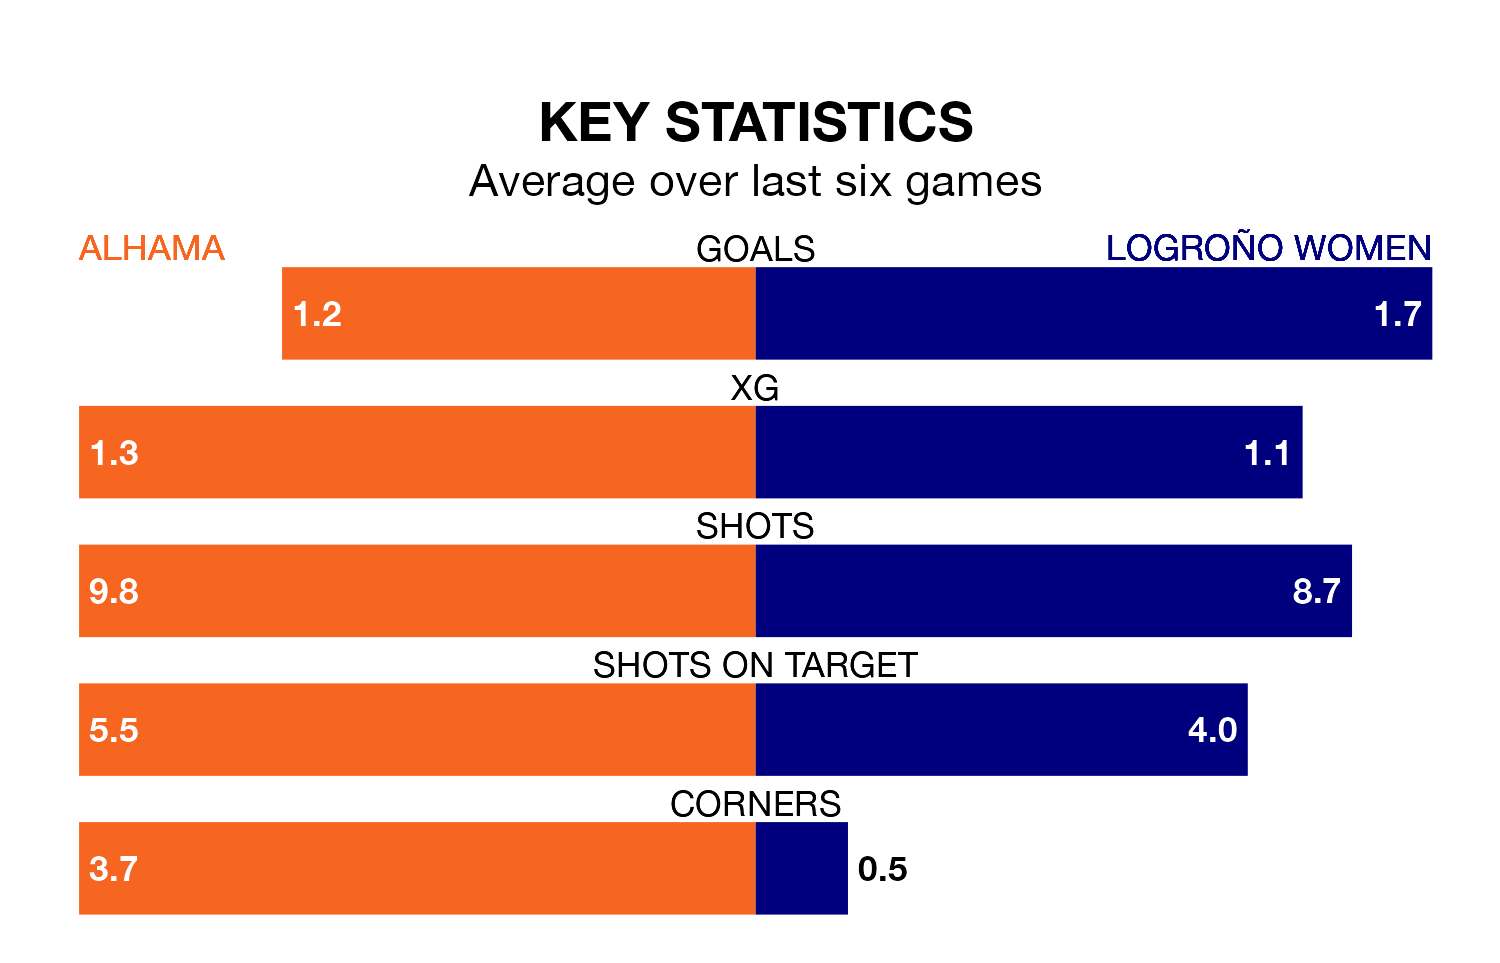 KEY STATISTICS
Average over last six games
ALHAMA GOALS LOGROÑO WOMEN
1.2 1.7
XG
1.3 1.1
SHOTS
9.8 8.7
SHOTS ON TARGET
5.5 4.0
CORNERS
3.7 0.5